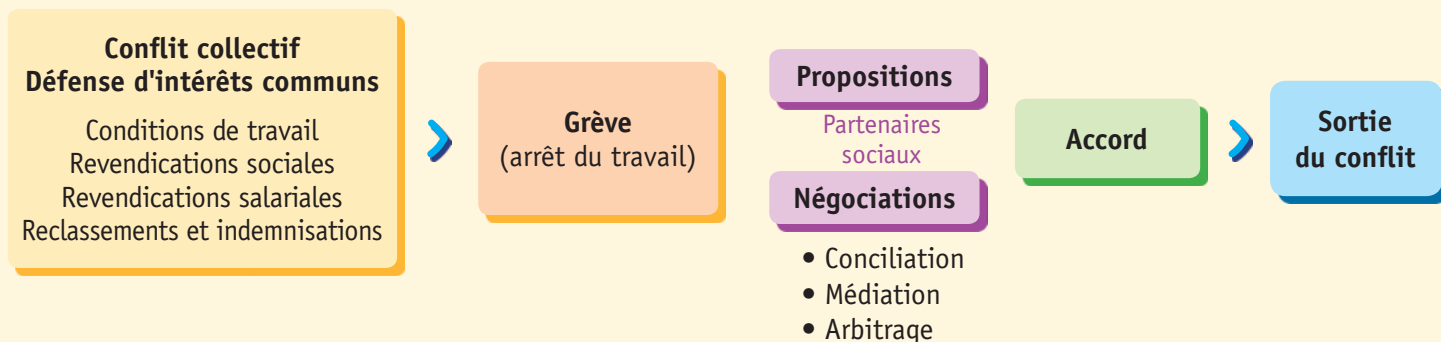 Conflit collectif
Défense d'intérêts communs
Conditions de travail
Revendications sociales
Revendications salariales
Reclassements et indemnisations
Grève
(arrêt du travail)
Propositions
Partenaires
sociaux
Négociations
• Conciliation
• Médiation
• Arbitrage
Accord
Sortie
du conflit